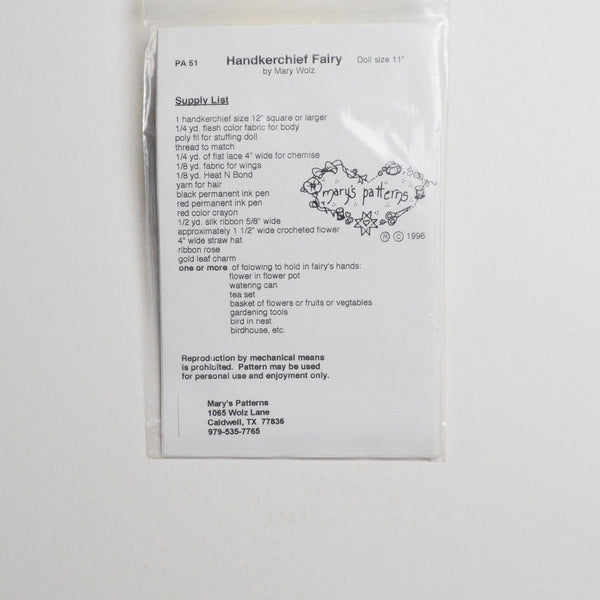 PA 51 Handkerchief Fairy Doll size 11"
by Mary Wolz
Supply List
1 handkerchief size 12" square or larger
1/4 yd. flesh color fabric for body
poly fil for stuffing doll
thread to match
1/4 yd. of flat lace 4" wide for chemise
1/8 yd. fabric for wings
1/8 yd. Heat N Bond
yarn for hair
black permanent ink pen
red permanent ink pen
red color crayon
1/2 yd. silk ribbon 5/8" wide
approximately 1 1/2" wide crocheted flower
4" wide straw hat
ribbon rose
gold leaf charm
mary's patterns
® © 1996
one or more of folowing to hold in fairy's hands:
flower in flower pot
watering can
tea set
basket of flowers or fruits or vegtables
gardening tools
bird in nest
birdhouse, etc.
Reproduction by mechanical means
is prohibited. Pattern may be used
for personal use and enjoyment only.
Mary's Patterns
1065 Wolz Lane
Caldwell, TX 77836
979-535-7765